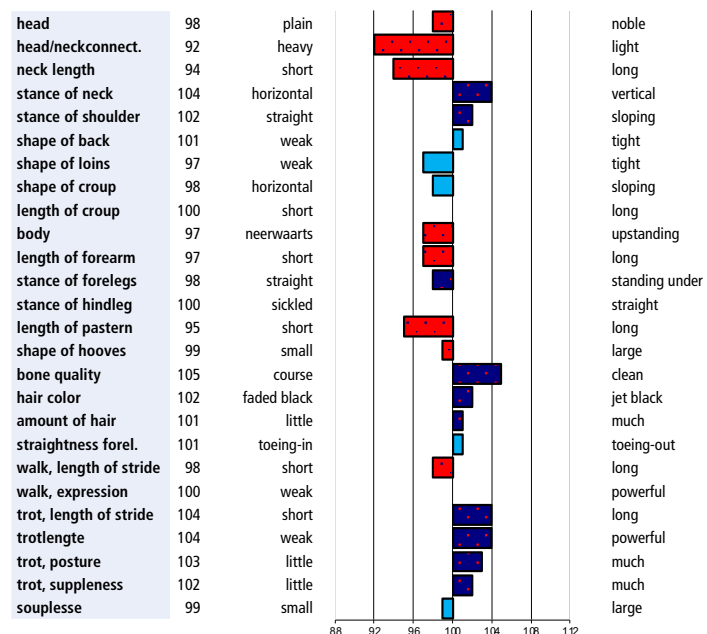 head 98 plain noble
head/neckconnect. 92 heavy light
neck length 94 short long
stance of neck 104 horizontal vertical
stance of shoulder 102 straight sloping
shape of back 101 weak tight
shape of loins 97 weak tight
shape of croup 98 horizontal sloping
length of croup 100 short long
body 97 neerwaarts upstanding
length of forearm 97 short long
stance of forelegs 98 straight standing under
stance of hindleg 100 sickled straight
length of pastern 95 short long
shape of hooves 99 small large
bone quality 105 course clean
hair color 102 faded black jet black
amount of hair 101 little much
straightness forel. 101 toeing-in toeing-out
walk, length of stride 98 short long
walk, expression 100 weak powerful
trot, length of stride 104 short long
trotlengte 104 weak powerful
trot, posture 103 little much
trot, suppleness 102 little much
souplesse 99 small large
88 92 96 100 104 108 112